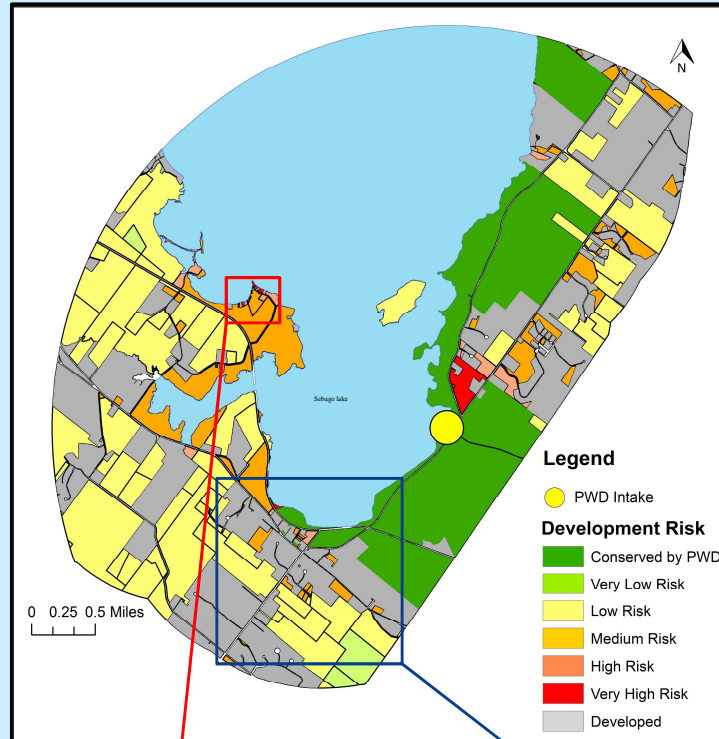 N
Sebago lake
0 0.25 0.5 Miles
Legend
PWD Intake
Development Risk
Conserved by PWD
Very Low Risk
Low Risk
Medium Risk
High Risk
Very High Risk
Developed